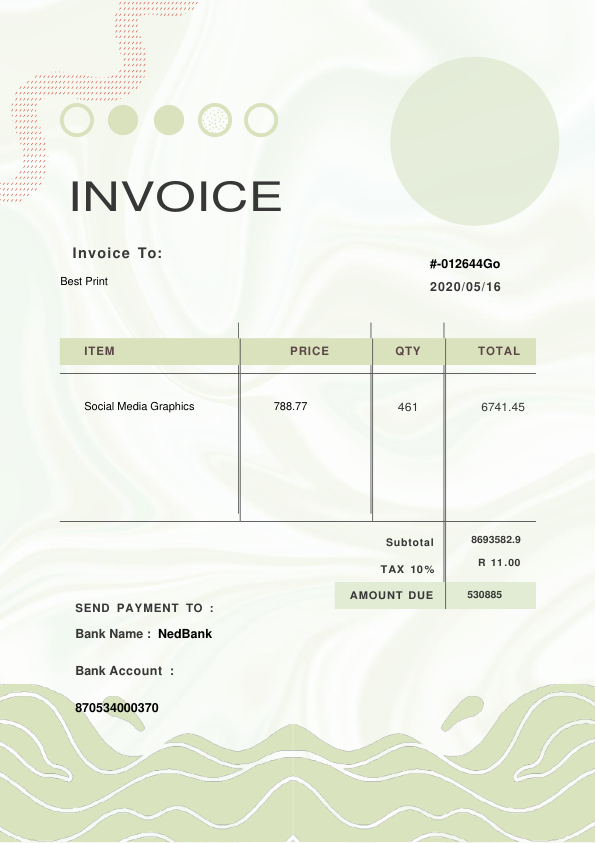 INVOICE
Invoice To:
Best Print
#-012644Go
2020/05/16
ITEM PRICE QTY TOTAL
Social Media Graphics 788.77 461 6741.45
Subtotal 8693582.9
TAX 10% R 11.00
AMOUNT DUE 530885
SEND PAYMENT TO :
Bank Name : NedBank
Bank Account :
870534000370